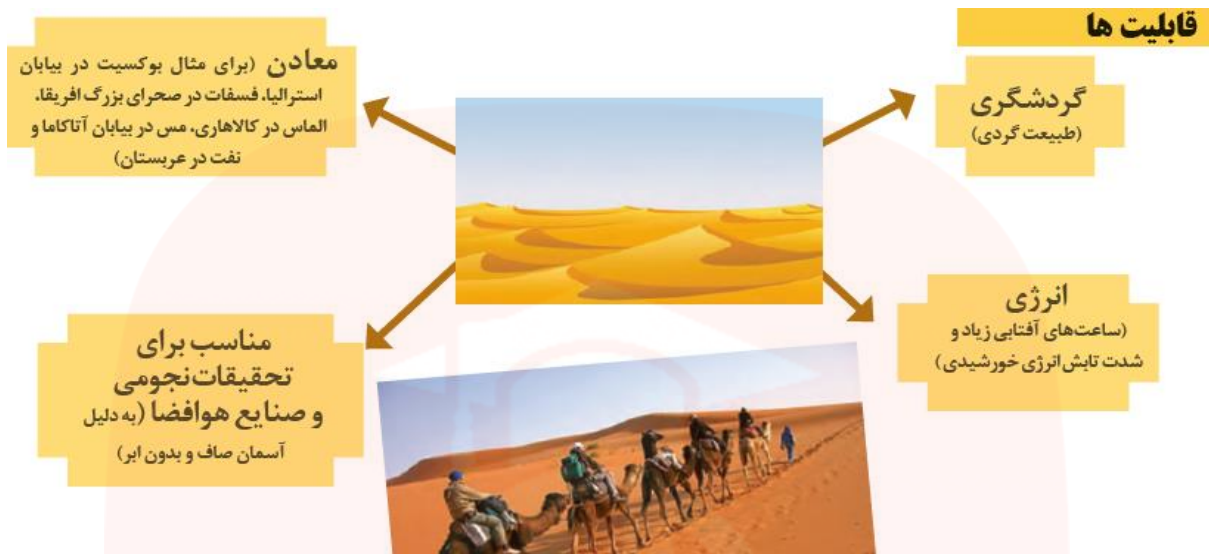 قابلیت ها
گردشگری
(طبیعت گردی)
معادن (برای مثال بوکسیت در بیابان
استرالیا، فسفات در صحرای بزرگ افریقا،
الماس در کالاهاری، مس در بیابان آتاکاما و
نفت در عربستان)
انرژی
(ساعت‌های آفتابی زیاد و
شدت تابش انرژی خورشیدی)
مناسب برای
تحقیقات نجومی
و صنایع هوافضا (به دلیل
آسمان صاف و بدون ابر)